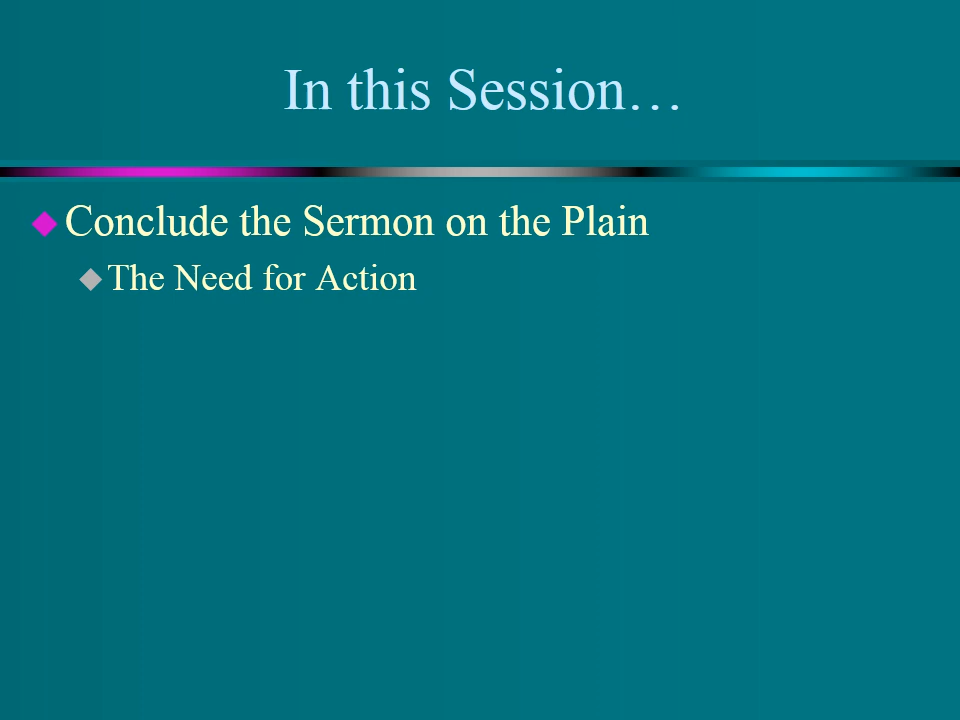 In this Session…
Conclude the Sermon on the Plain
The Need for Action